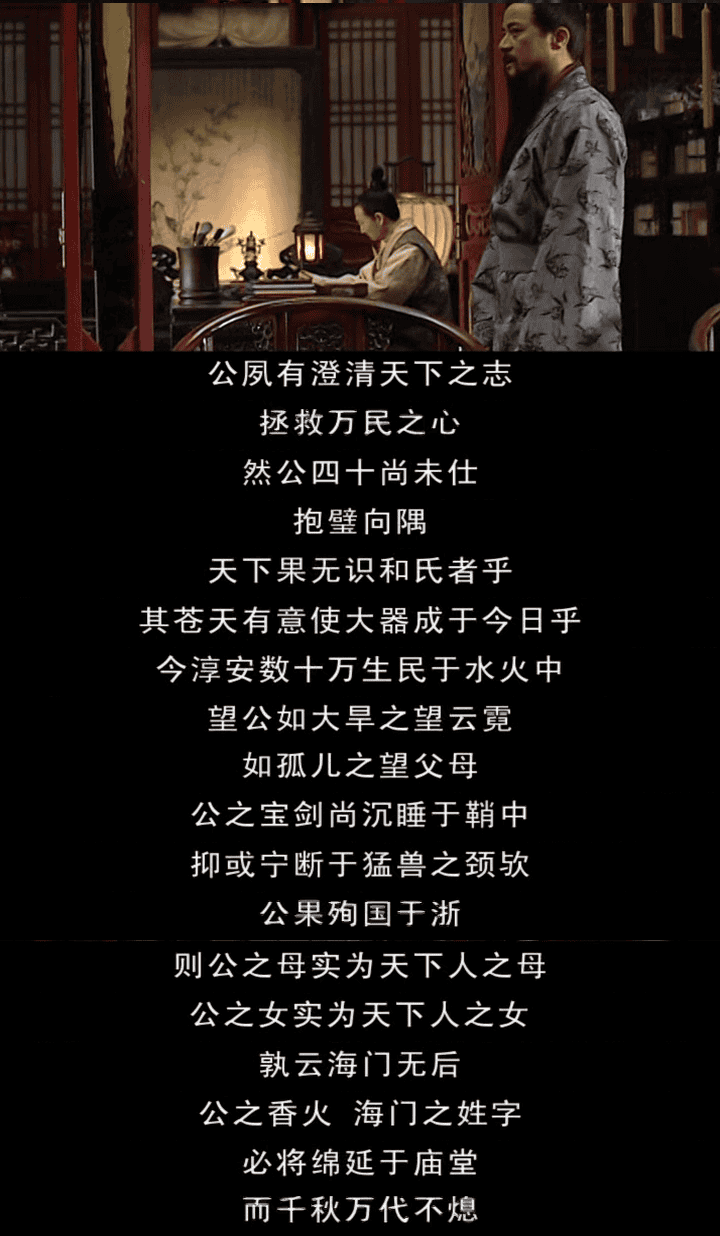 公夙有澄清天下之志
拯救万民之心
然公四十尚未仕
抱璧向隅
天下果无识和氏者乎
其苍天有意使大器成于今日乎
今淳安数十万生民于水火中
望公如大旱之望云霓
如孤儿之望父母
公之宝剑尚沉睡于鞘中
抑或宁断于猛兽之颈欤
公果殉国于浙
则公之母实为天下人之母
公之女实为天下人之女
孰云海门无后
公之香火 海门之姓字
必将绵延于庙堂
而千秋万代不熄